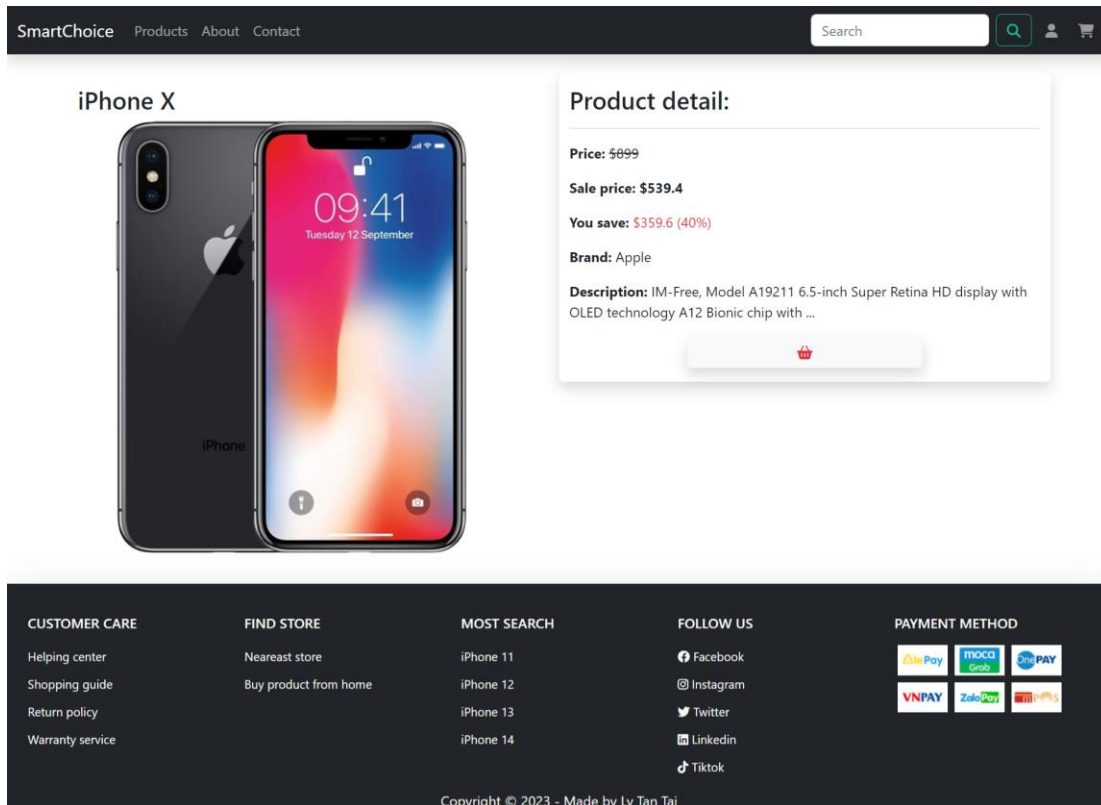 SmartChoice Products About Contact Search
iPhone X
09:41
Tuesday 12 September
iPhone
Product detail:
Price: $899
Sale price: $539.4
You save: $359.6 (40%)
Brand: Apple
Description: IM-Free, Model A19211 6.5-inch Super Retina HD display with
OLED technology A12 Bionic chip with ...
CUSTOMER CARE
Helping center
Shopping guide
Return policy
Warranty service
FIND STORE
Neareast store
Buy product from home
MOST SEARCH
iPhone 11
iPhone 12
iPhone 13
iPhone 14
FOLLOW US
Facebook
Instagram
Twitter
Linkedin
Tiktok
PAYMENT METHOD
AlePay
moca
Grab
OnePAY
VNPAY
ZaloPay
mPOS
Copyright © 2023 - Made by Ly Tan Tai